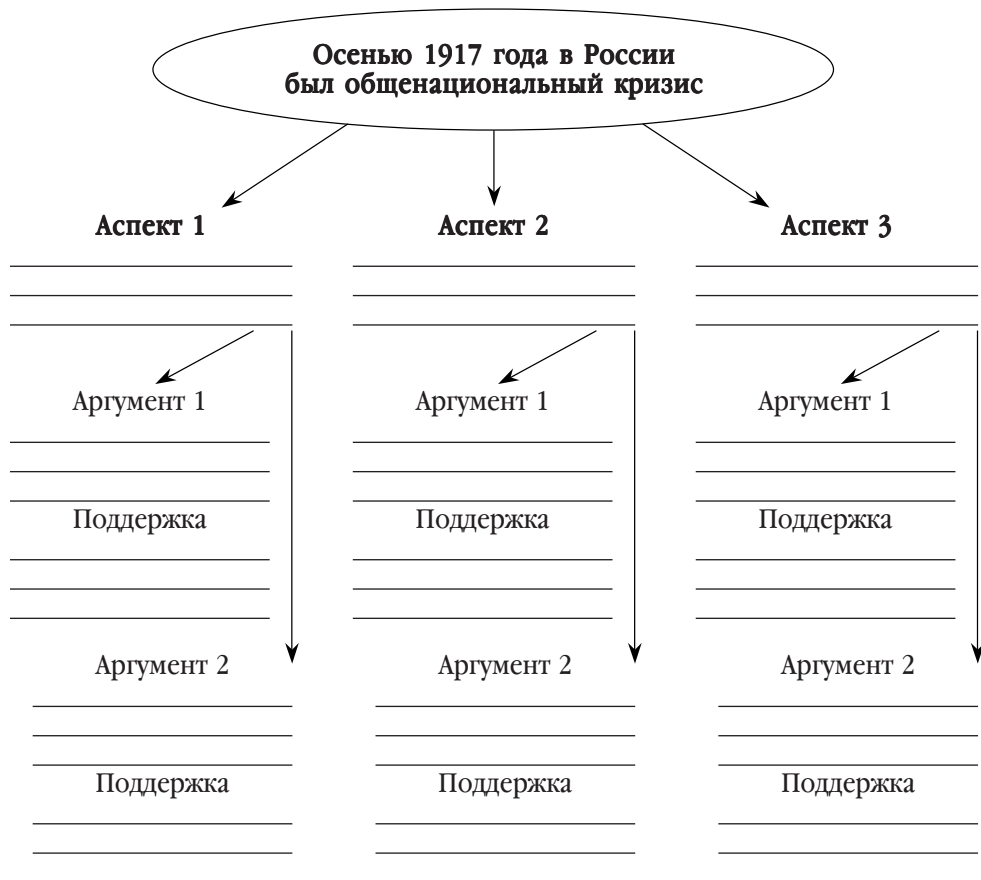 Осенью 1917 года в России
был общенациональный кризис
Аспект 1
Аспект 2
Аспект 3
Аргумент 1
Аргумент 1
Аргумент 1
Поддержка
Поддержка
Поддержка
Аргумент 2
Аргумент 2
Аргумент 2
Поддержка
Поддержка
Поддержка